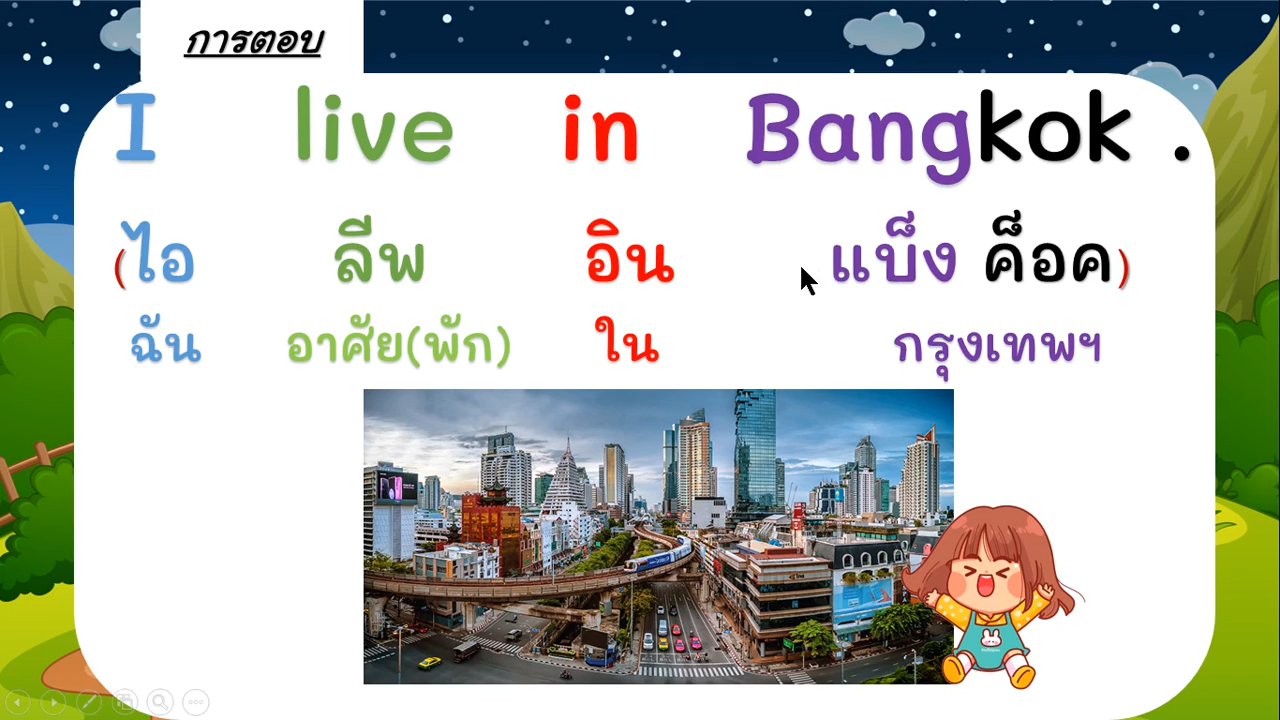 การตอบ
I live in Bangkok .
(ไอ ลีพ อิน แบ็ง ค็อค)
ฉัน อาศัย(พัก) ใน กรุงเทพฯ